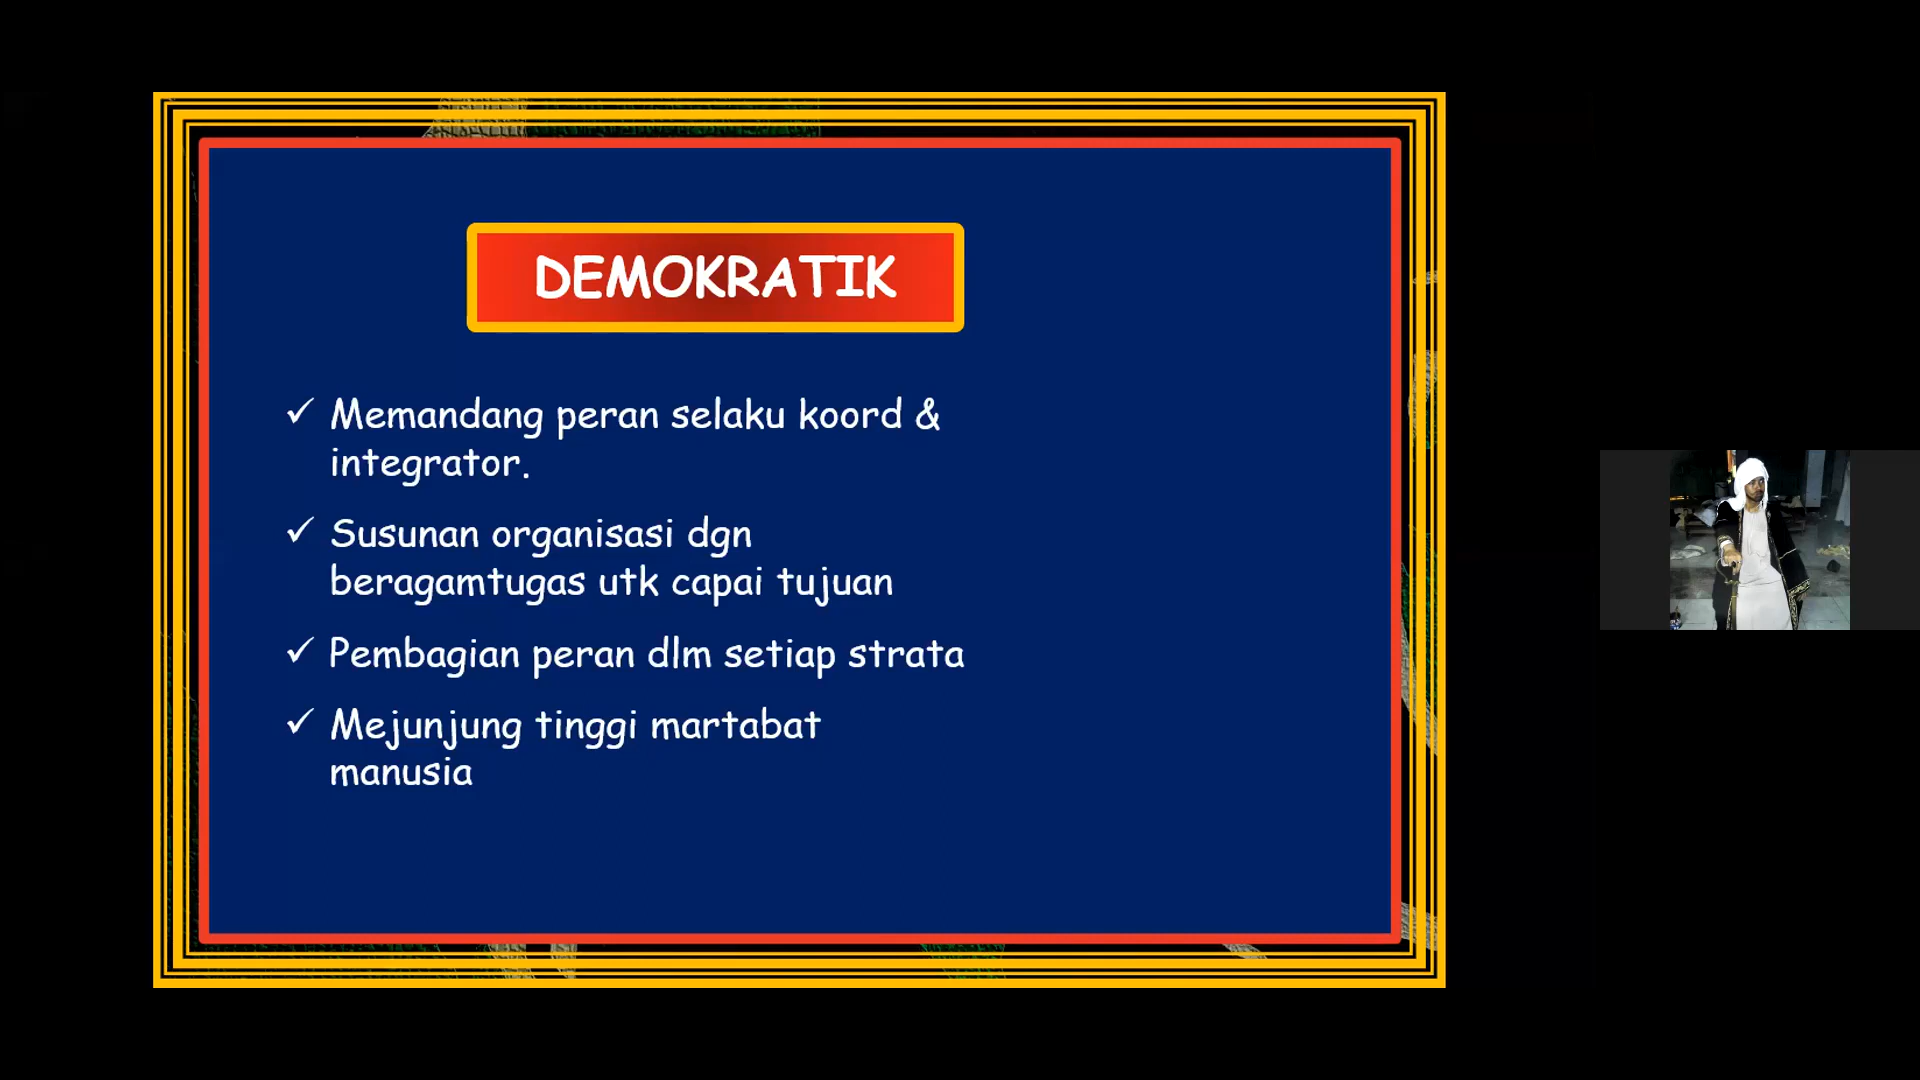 DEMOKRATIK
✓ Memandang peran selaku koord &
integrator.
✓ Susunan organisasi dgn
beragamtugas utk capai tujuan
✓ Pembagian peran dlm setiap strata
✓ Mejunjung tinggi martabat
manusia